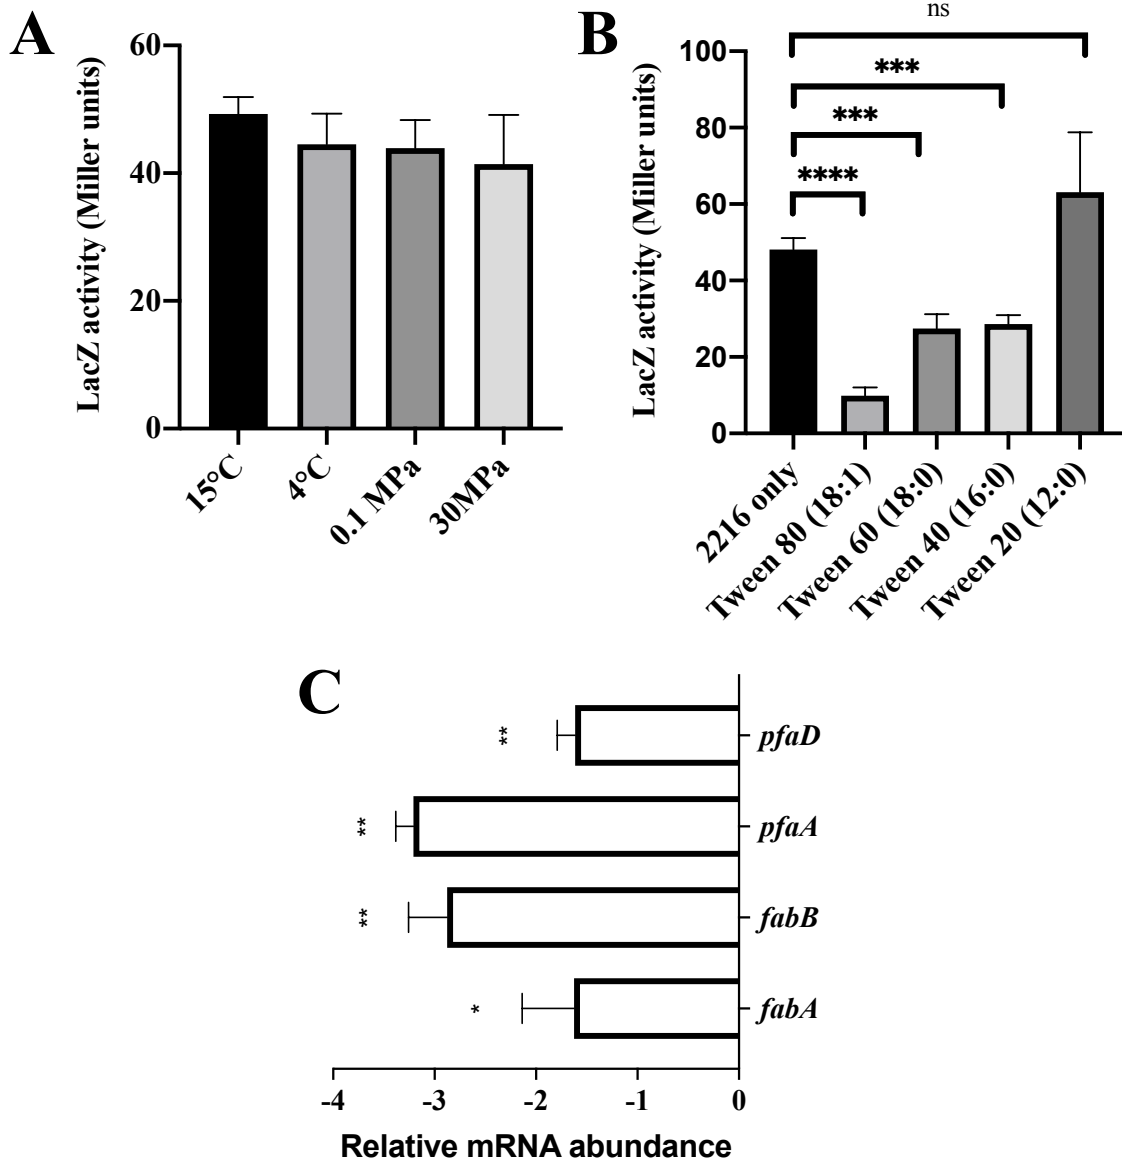 A
LacZ activity (Miller units)
60
40
20
0
15°C
4°C
0.1 MPa
30MPa
B
LacZ activity (Miller units)
100
80
60
40
20
0
ns
***
***
****
2216 only
Tween 80 (18:1)
Tween 60 (18:0)
Tween 40 (16:0)
Tween 20 (12:0)
C
** pfaD
** pfaA
** fabB
* fabA
-4 -3 -2 -1 0
Relative mRNA abundance